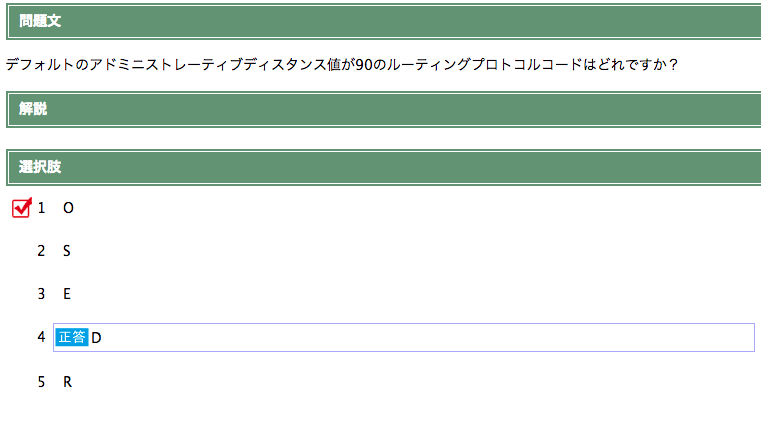 問題文
デフォルトのアドミニストレーティブディスタンス値が90のルーティングプロトコルコードはどれですか？
解説
選択肢
1 O
2 S
3 E
4 正答 D
5 R